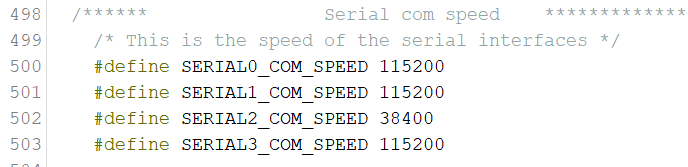 498 /****** Serial com speed *************
499 /* This is the speed of the serial interfaces */
500 #define SERIAL0_COM_SPEED 115200
501 #define SERIAL1_COM_SPEED 115200
502 #define SERIAL2_COM_SPEED 38400
503 #define SERIAL3_COM_SPEED 115200